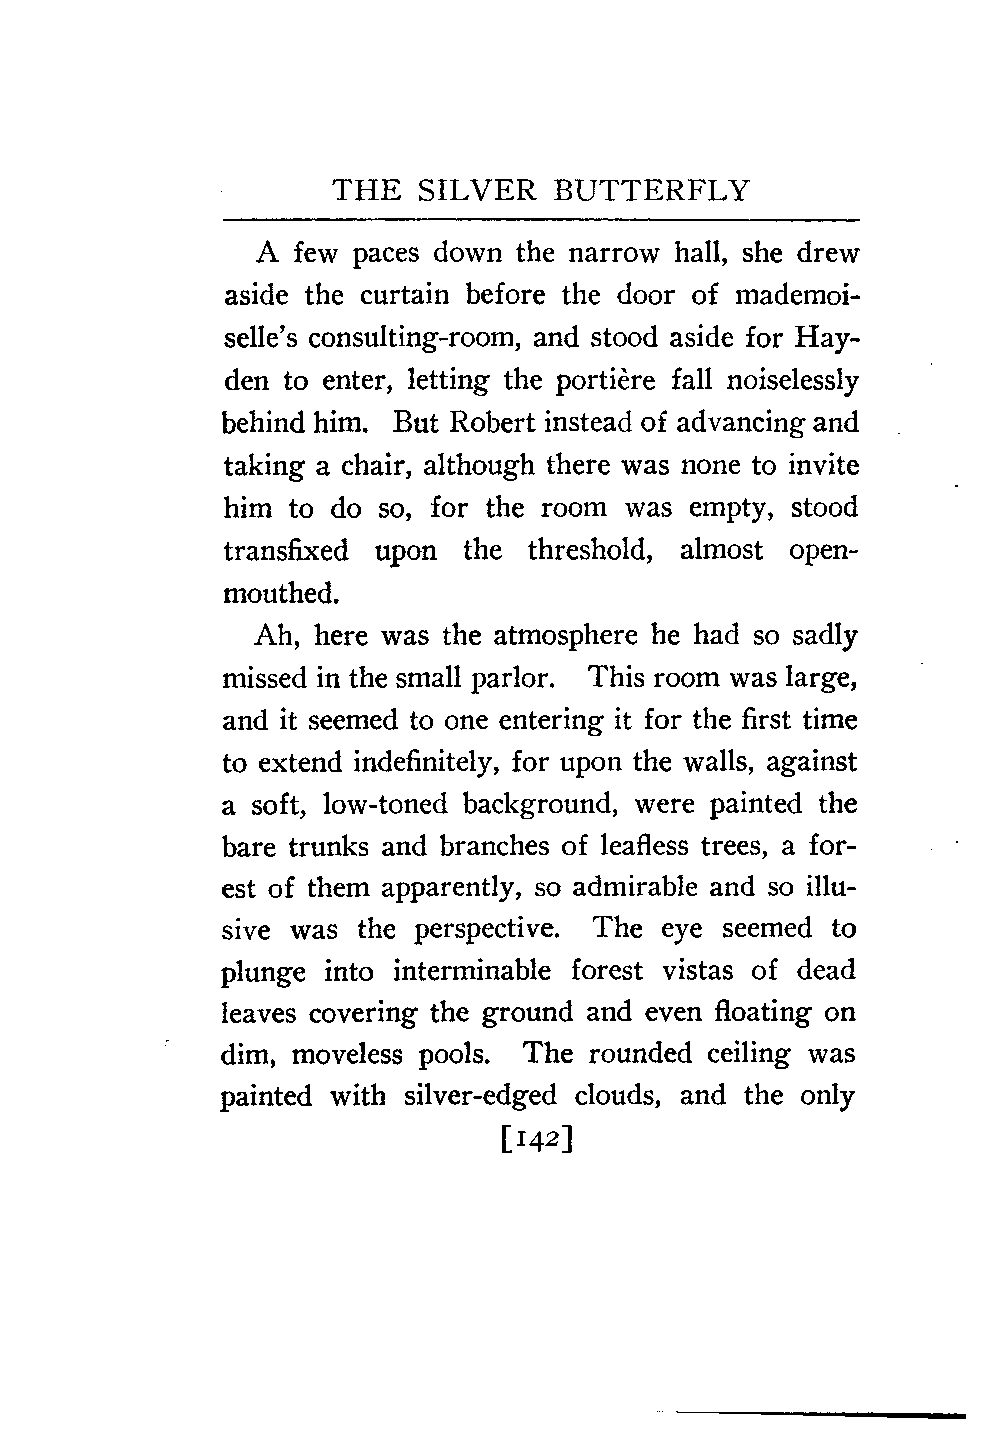 THE SILVER BUTTERFLY
A few paces down the narrow hall, she drew
aside the curtain before the door of mademoi-
selle's consulting-room, and stood aside for Hay-
den to enter, letting the portière fall noiselessly
behind him. But Robert instead of advancing and
taking a chair, although there was none to invite
him to do so, for the room was empty, stood
transfixed upon the threshold, almost open-
mouthed.
Ah, here was the atmosphere he had so sadly
missed in the small parlor. This room was large,
and it seemed to one entering it for the first time
to extend indefinitely, for upon the walls, against
a soft, low-toned background, were painted the
bare trunks and branches of leafless trees, a for-
est of them apparently, so admirable and so illu-
sive was the perspective. The eye seemed to
plunge into interminable forest vistas of dead
leaves covering the ground and even floating on
dim, moveless pools. The rounded ceiling was
painted with silver-edged clouds, and the only
[142]